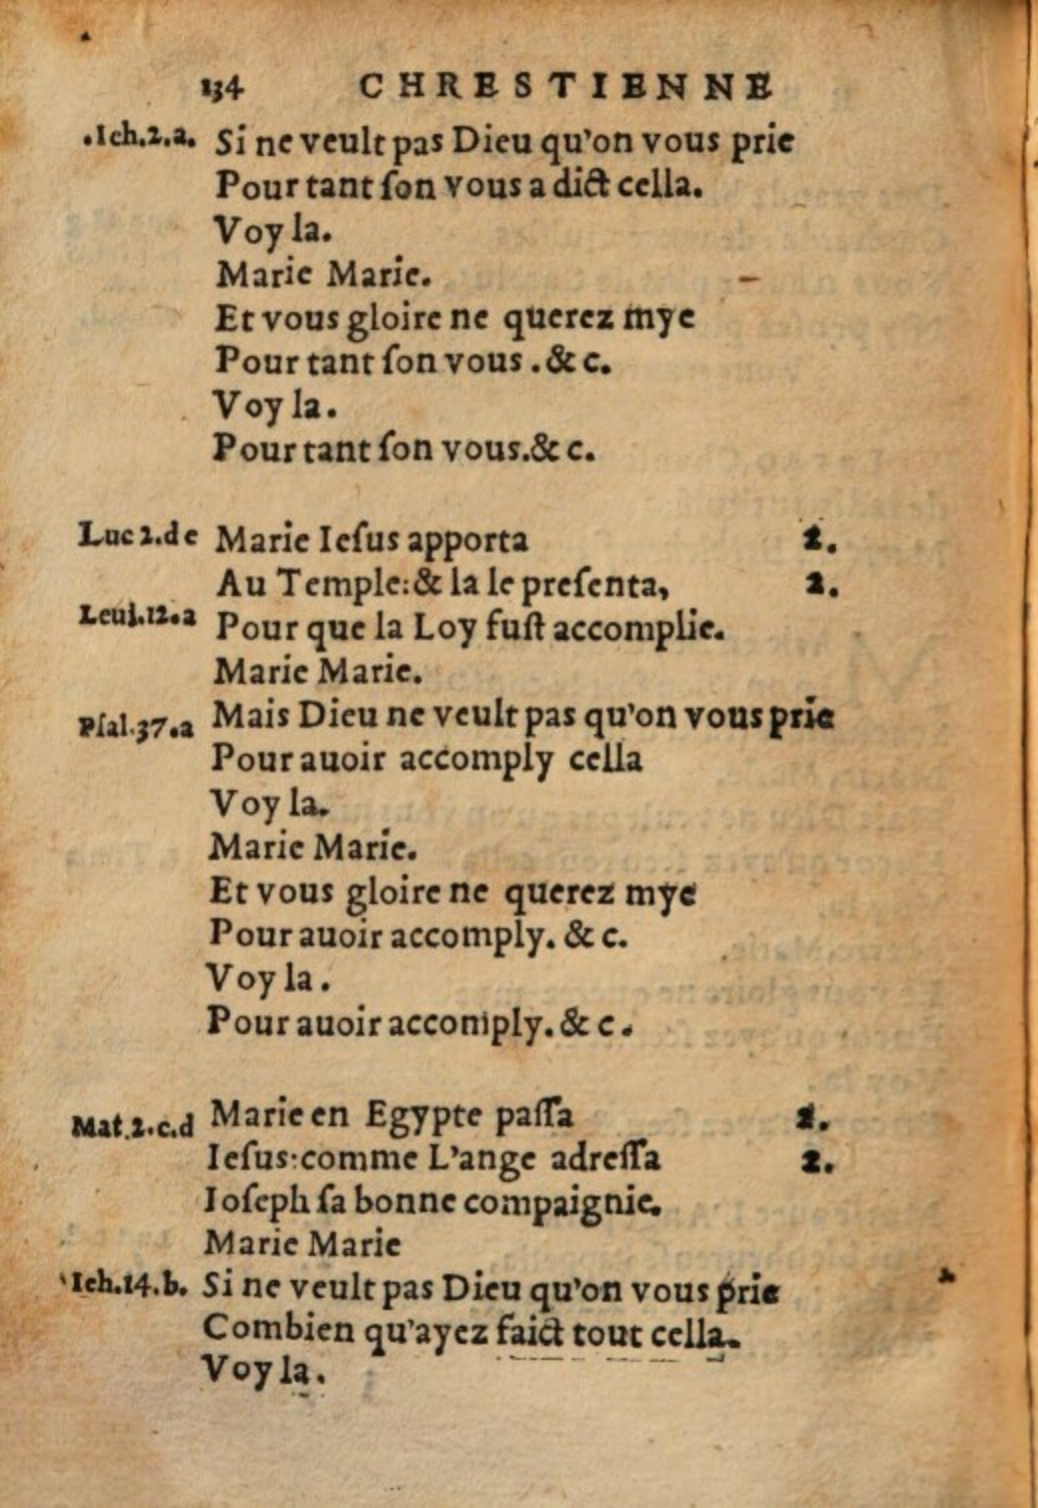 134 CHRESTIENNE
.Ieh.2.a. Si ne veult pas Dieu qu'on vous prie
Pour tant ſon vous a dict cella.
Voy la.
Marie Marie.
Et vous gloire ne querez mye
Pour tant ſon vous .& c.
Voy la.
Pour tant ſon vous.& c.
Luc 2.de Marie Ieſus apporta 2.
Au Temple:& la le preſenta, 2.
Leui.12.a Pour que la Loy fuſt accomplie.
Marie Marie.
Pſal.37.a Mais Dieu ne veult pas qu'on vous prie
Pour auoir accomply cella
Voy la.
Marie Marie.
Et vous gloire ne querez mye
Pour auoir accomply. & c.
Voy la.
Pour auoir accomply. & c.
Mat.2.c.d Marie en Egypte paſſa 2.
Ieſus:comme L'ange adreſſa 2.
Ioſeph ſa bonne compaignie.
Marie Marie
Ieh.14.b. Si ne veult pas Dieu qu'on vous prie
Combien qu'ayez faict tout cella.
Voy la.